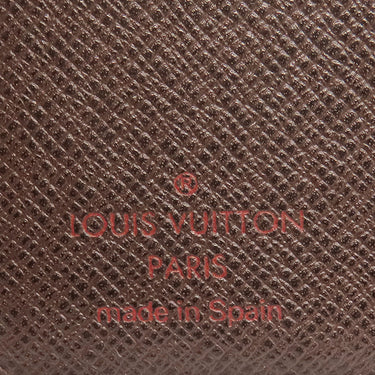 ®
LOUIS VUITTON
PARIS
made in Spain